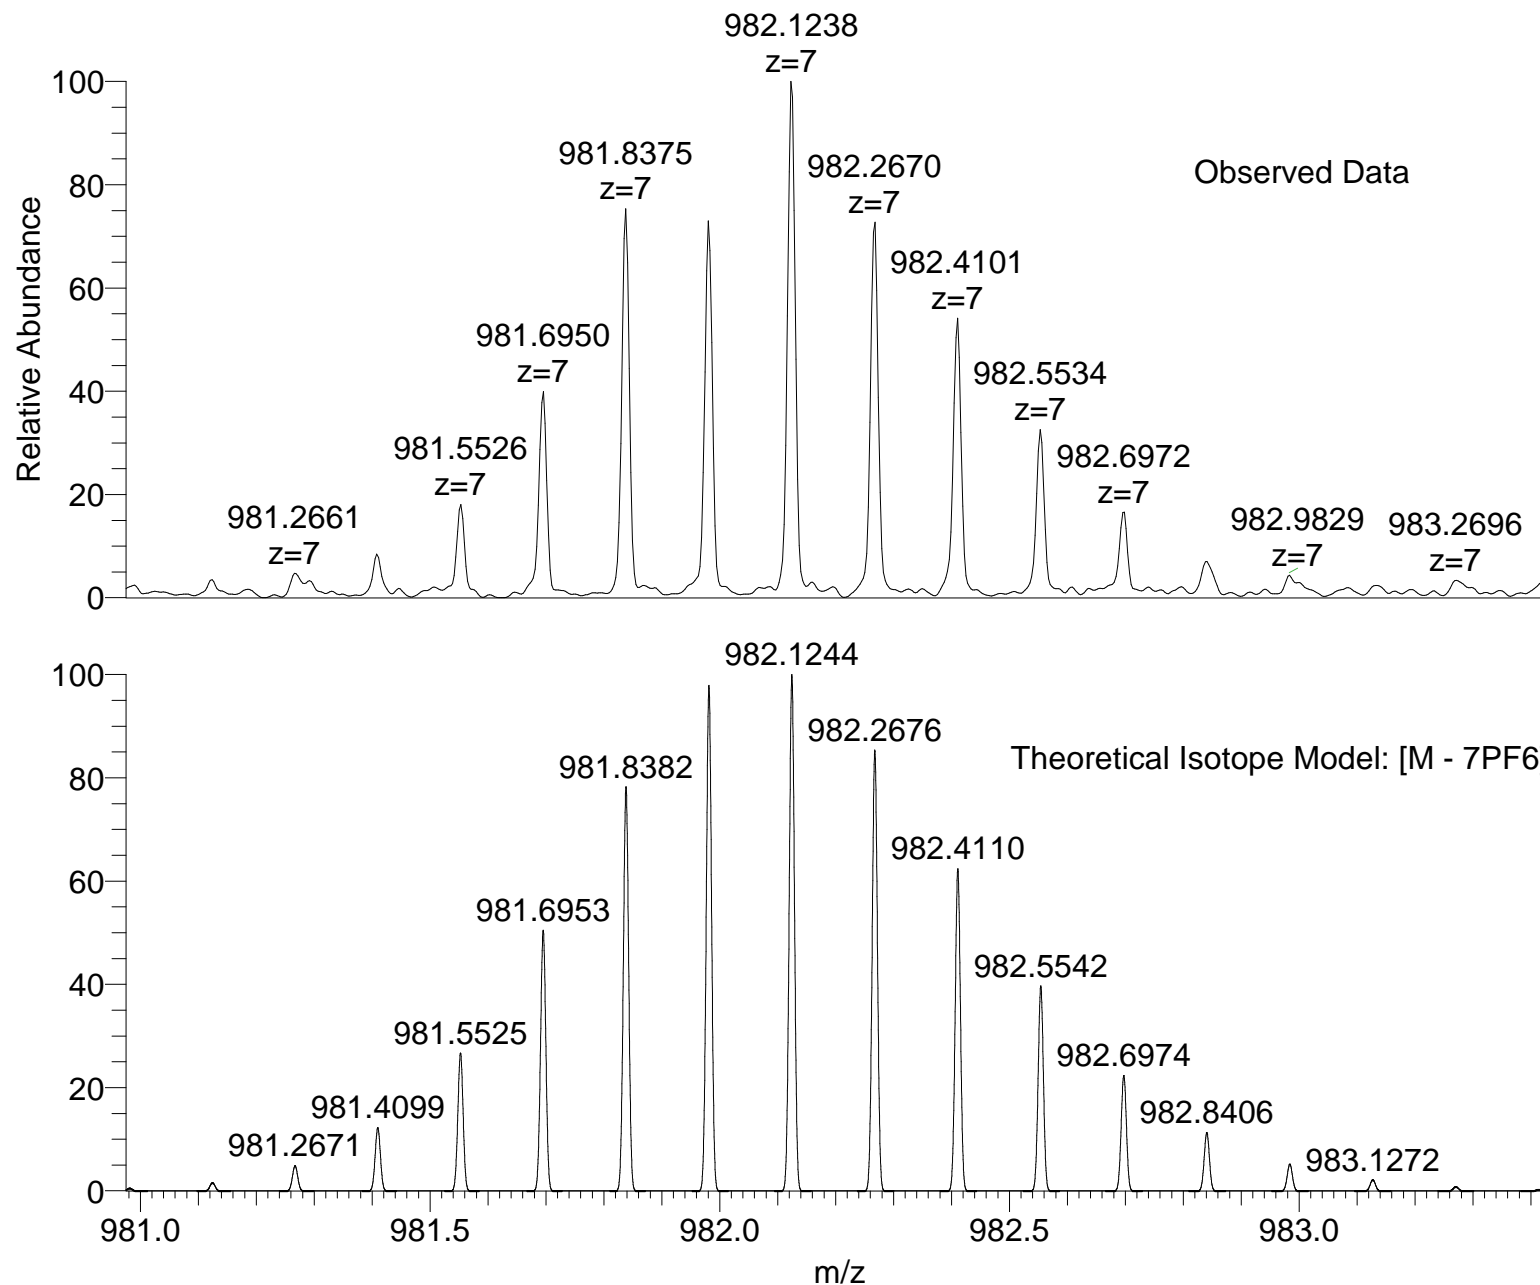 982.1238
z=7
100
981.8375
z=7
982.2670
z=7
Observed Data
80
982.4101
z=7
60
981.6950
z=7
982.5534
z=7
40
981.5526
z=7
982.6972
z=7
20
981.2661
z=7
982.9829
z=7
983.2696
z=7
0
Relative Abundance
982.1244
100
982.2676
981.8382
Theoretical Isotope Model: [M - 7PF6
80
982.4110
60
981.6953
982.5542
40
981.5525
982.6974
20
981.4099
982.8406
981.2671
983.1272
0
981.0 981.5 982.0 982.5 983.0
m/z